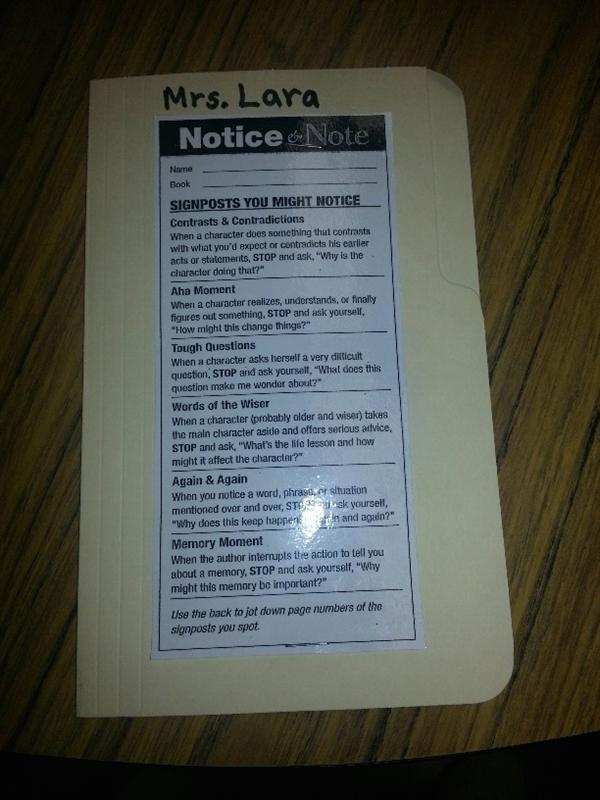 Mrs. Lara
Notice & Note
Name
Book
SIGNPOSTS YOU MIGHT NOTICE
Contrasts & Contradictions
When a character does something that contrasts
with what you'd expect or contradicts his earlier
acts or statements, STOP and ask, "Why is the
character doing that?"
Aha Moment
When a character realizes, understands, or finally
figures out something, STOP and ask yourself,
"How might this change things?"
Tough Questions
When a character asks herself a very difficult
question, STOP and ask yourself, "What does this
question make me wonder about?"
Words of the Wiser
When a character (probably older and wiser) takes
the main character aside and offers serious advice,
STOP and ask, "What's the life lesson and how
might it affect the character?"
Again & Again
When you notice a word, phrase, or situation
mentioned over and over, ask yourself,
"Why does this keep and again?"
Memory Moment
When the author interrupts the action to tell you
about a memory, STOP and ask yourself, "Why
might this memory be important?"
Use the back to jot down page numbers of the
signposts you spot.